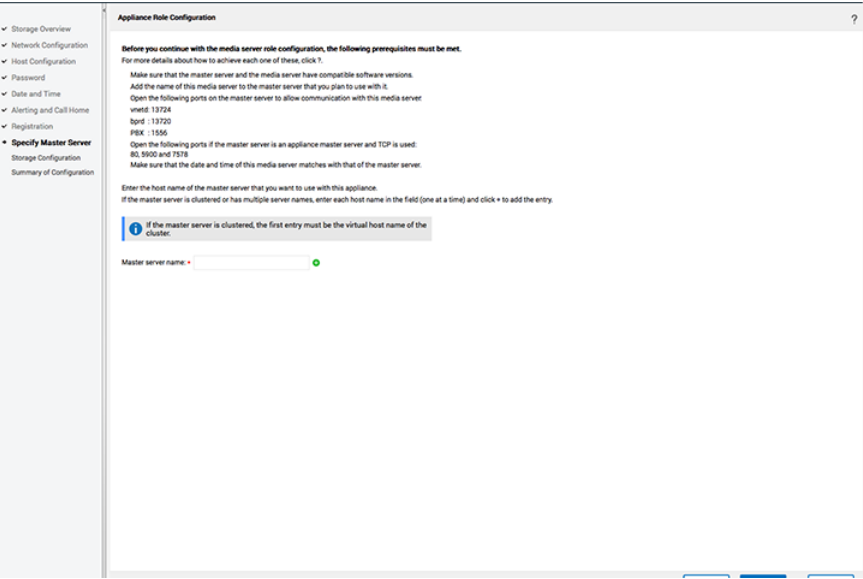 Appliance Role Configuration
?
Storage Overview
Network Configuration
Host Configuration
Password
Date and Time
Alerting and Call Home
Registration
Specify Master Server
Storage Configuration
Summary of Configuration
Before you continue with the media server role configuration, the following prerequisites must be met.
For more details about how to achieve each one of these, click ?.
Make sure that the master server and the media server have compatible software versions.
Add the name of this media server to the master server that you plan to use with it.
Open the following ports on the master server to allow communication with this media server:
vnetd: 13724
bprd : 13720
PBX : 1556
Open the following ports if the master server is an appliance master server and TCP is used:
80, 5900 and 7578
Make sure that the date and time of this media server matches with that of the master server.
Enter the host name of the master server that you want to use with this appliance.
If the master server is clustered or has multiple server names, enter each host name in the field (one at a time) and click + to add the entry.
If the master server is clustered, the first entry must be the virtual host name of the
cluster.
Master server name: *